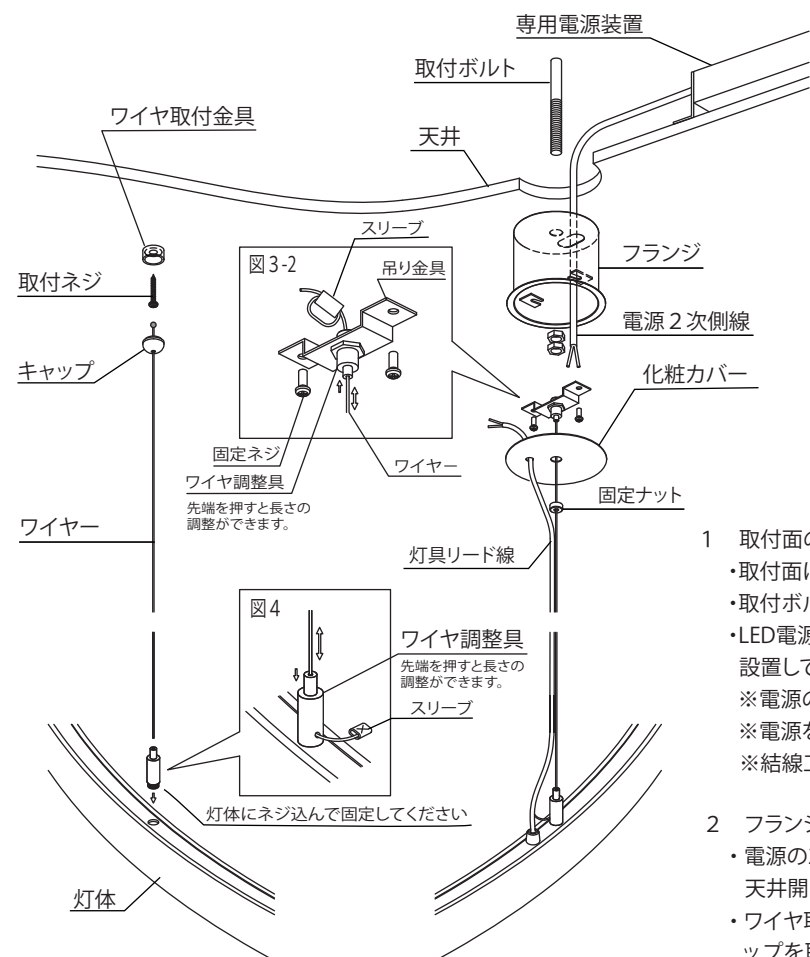 専用電源装置
取付ボルト
ワイヤ取付金具
天井
スリーブ
図3-2
吊り金具
フランジ
取付ネジ
電源2次側線
キャップ
化粧カバー
固定ネジ
ワイヤー
ワイヤ調整具
先端を押すと長さの
調整ができます。
固定ナット
ワイヤー
灯具リード線
図4
ワイヤ調整具
先端を押すと長さの
調整ができます。
スリーブ
灯体にネジ込んで固定してください
灯体
1 取付面の
・取付面に
・取付ボル
・LED電源
設置して
※電源の
※電源を
※結線工
2 フランジ
・電源の
天井開
・ワイヤ取
ップを取